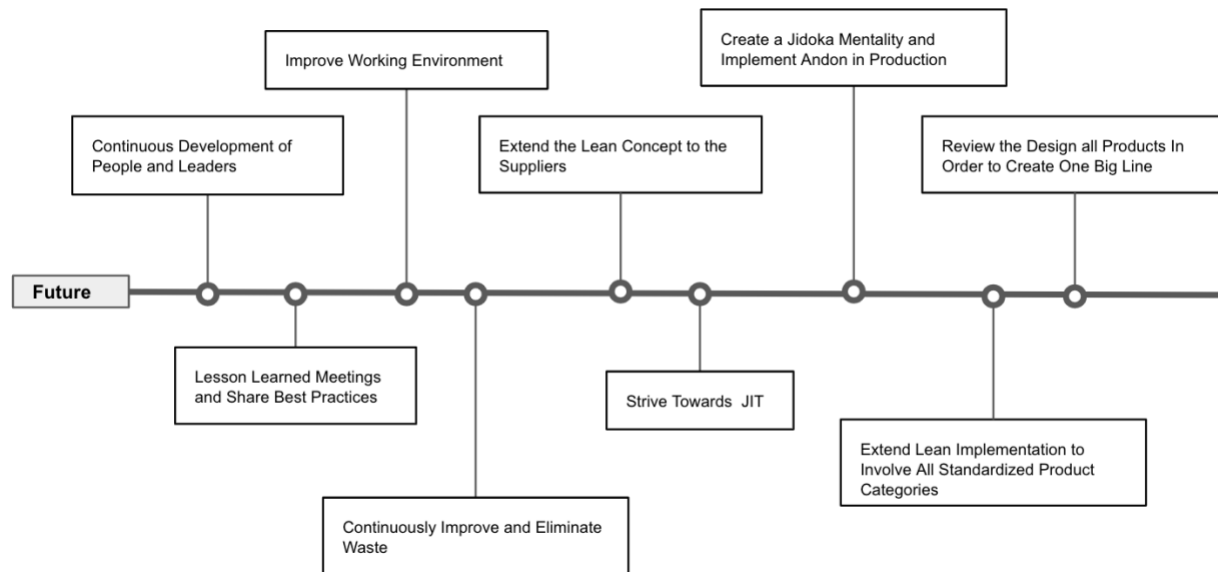 Create a Jidoka Mentality and
Implement Andon in Production
Improve Working Environment
Continuous Development of
People and Leaders
Extend the Lean Concept to the
Suppliers
Review the Design all Products In
Order to Create One Big Line
Future
Lesson Learned Meetings
and Share Best Practices
Strive Towards JIT
Extend Lean Implementation to
Involve All Standardized Product
Categories
Continuously Improve and Eliminate
Waste